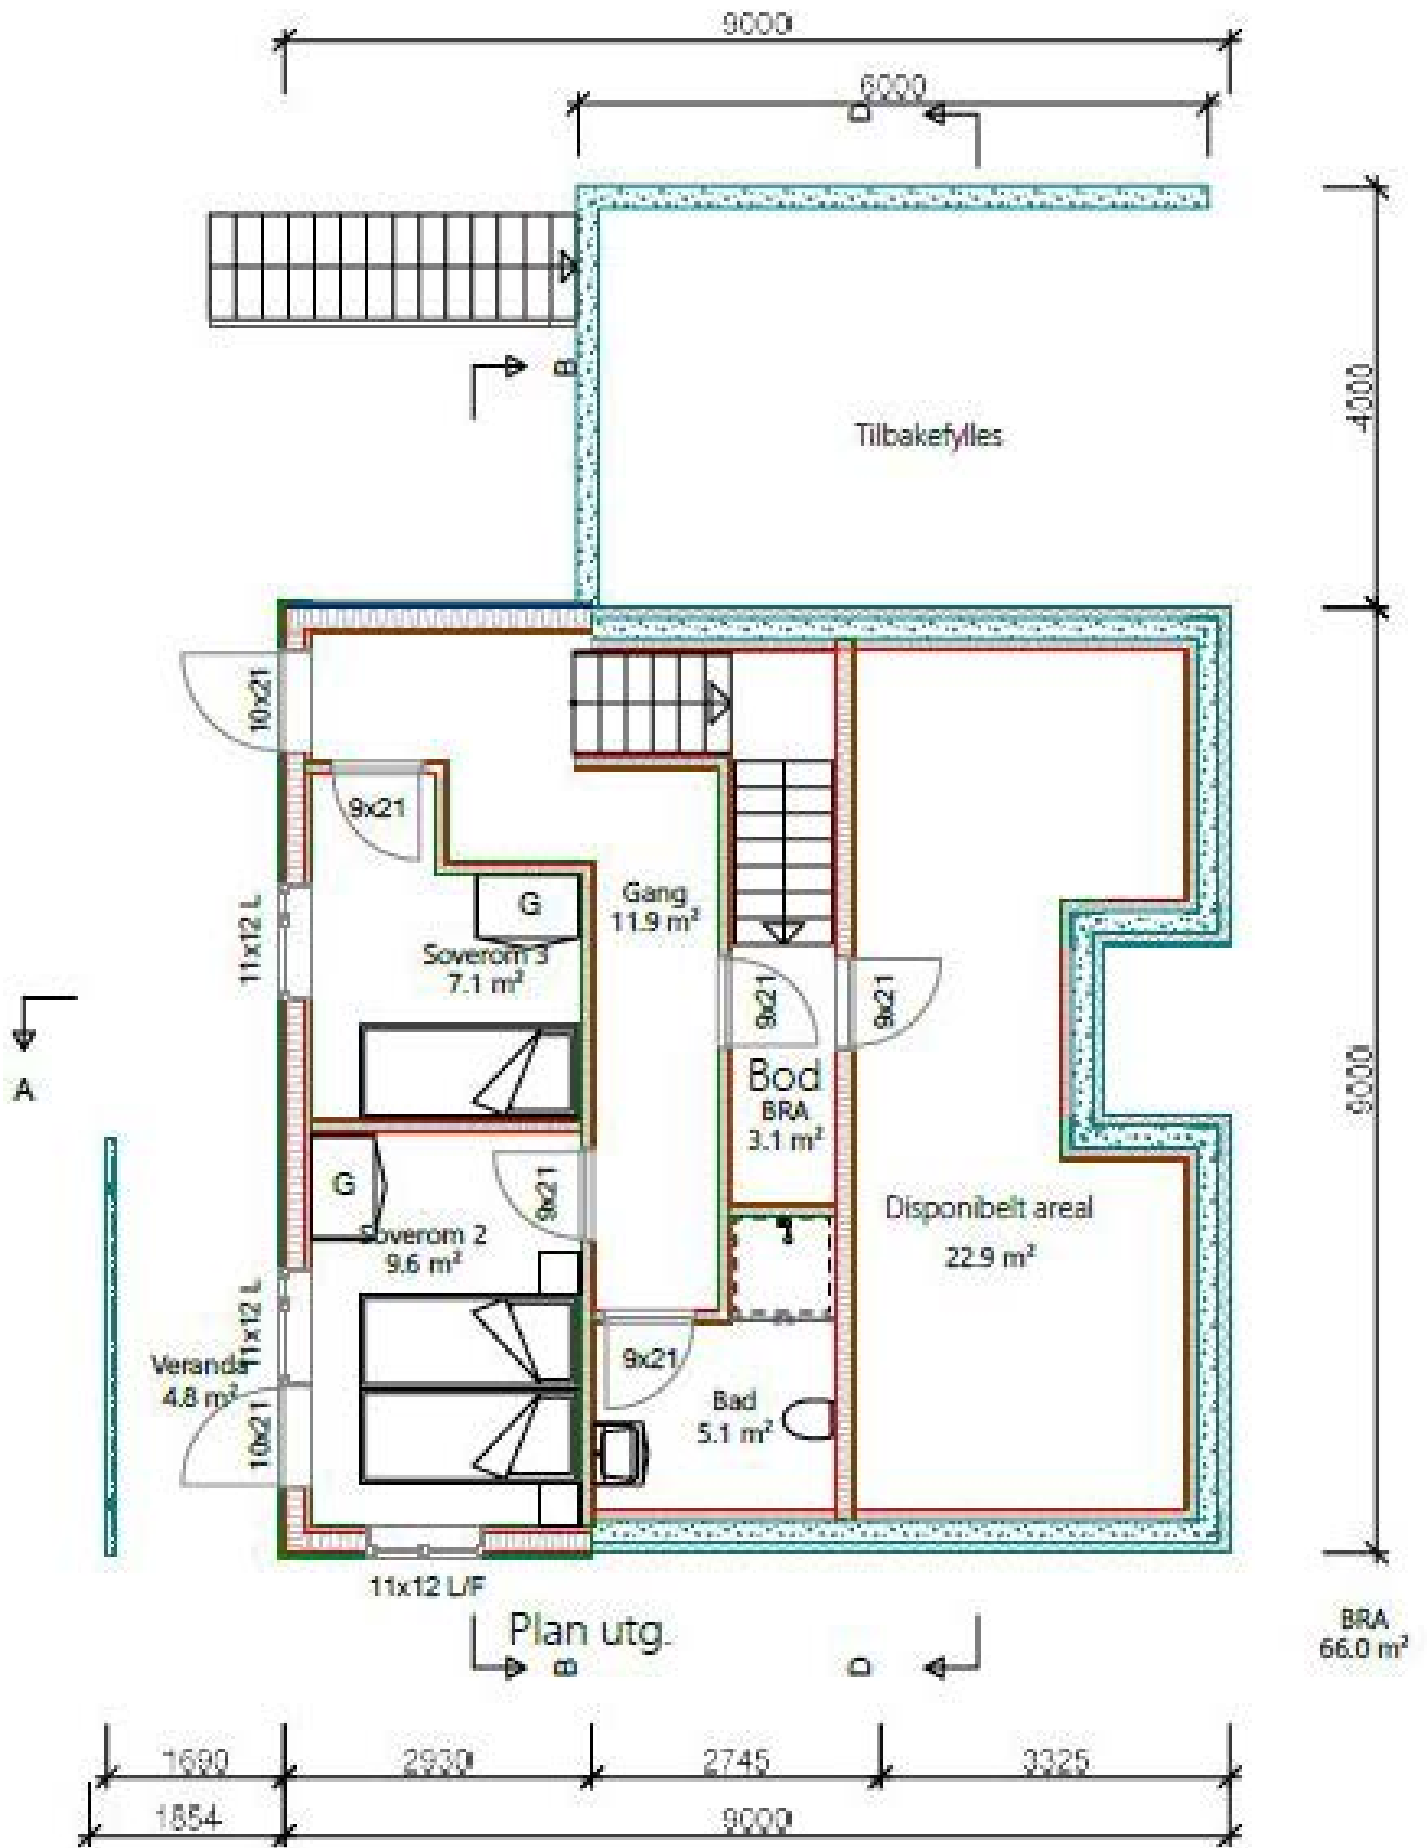 9000
6000
D
B
4000
Tilbakefylles
10x21
9x21
11x12 L
G
Gang
11.9 m²
Soverom 3
7.1 m²
9x21
9x21
A
Bod
BRA
3.1 m²
9000
G
9x21
Soverom 2
9.6 m²
Disponibelt areal
22.9 m²
11x12 L
Veranda
4.8 m²
9x21
10x21
Bad
5.1 m²
11x12 L/F
Plan utg.
B
D
BRA
66.0 m²
1690
2930
2745
3325
1854
9000